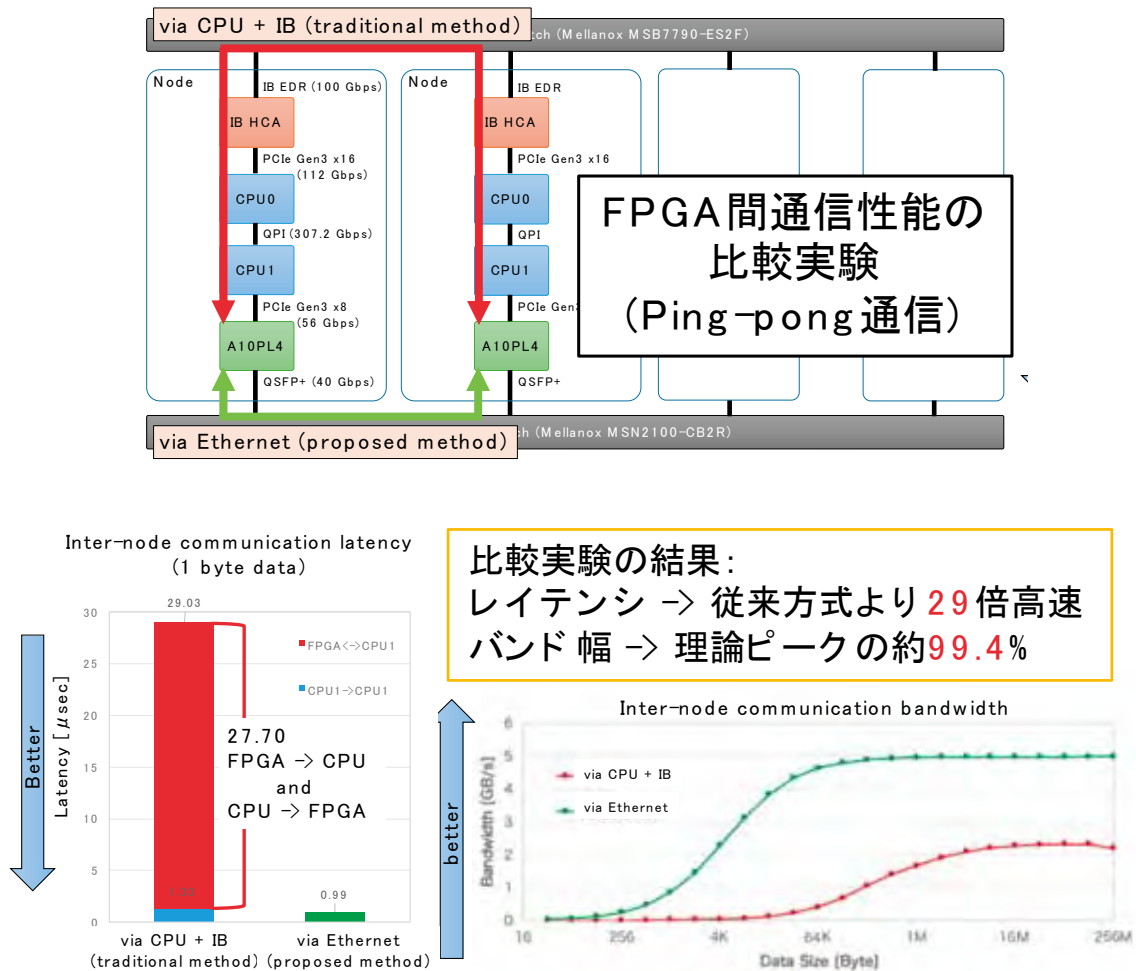 via CPU + IB (traditional method)
tch (Mellanox MSB7790-ES2F)
Node
IB EDR (100 Gbps)
IB HCA
PCIe Gen3 x16
(112 Gbps)
CPU0
QPI (307.2 Gbps)
CPU1
PCIe Gen3 x8
(56 Gbps)
A10PL4
QSFP+ (40 Gbps)
Node
IB EDR
IB HCA
PCIe Gen3 x16
CPU0
QPI
CPU1
PCIe Gen3
A10PL4
QSFP+
FPGA間通信性能の
比較実験
(Ping-pong通信)
via Ethernet (proposed method)
ch (Mellanox MSN2100-CB2R)
Inter-node communication latency
(1 byte data)
Better
Latency [μsec]
30
25
20
15
10
5
0
29.03
FPGA<->CPU1
CPU1->CPU1
27.70
FPGA -> CPU
and
CPU -> FPGA
0.99
via CPU + IB
(traditional method)
via Ethernet
(proposed method)
比較実験の結果:
レイテンシ -> 従来方式より29倍高速
バンド幅 -> 理論ピークの約99.4%
better
Inter-node communication bandwidth
Bandwidth [GB/s]
6
5
4
3
2
1
0
via CPU + IB
via Ethernet
16
256
4K
64K
1M
16M
256M
Data Size [Byte]